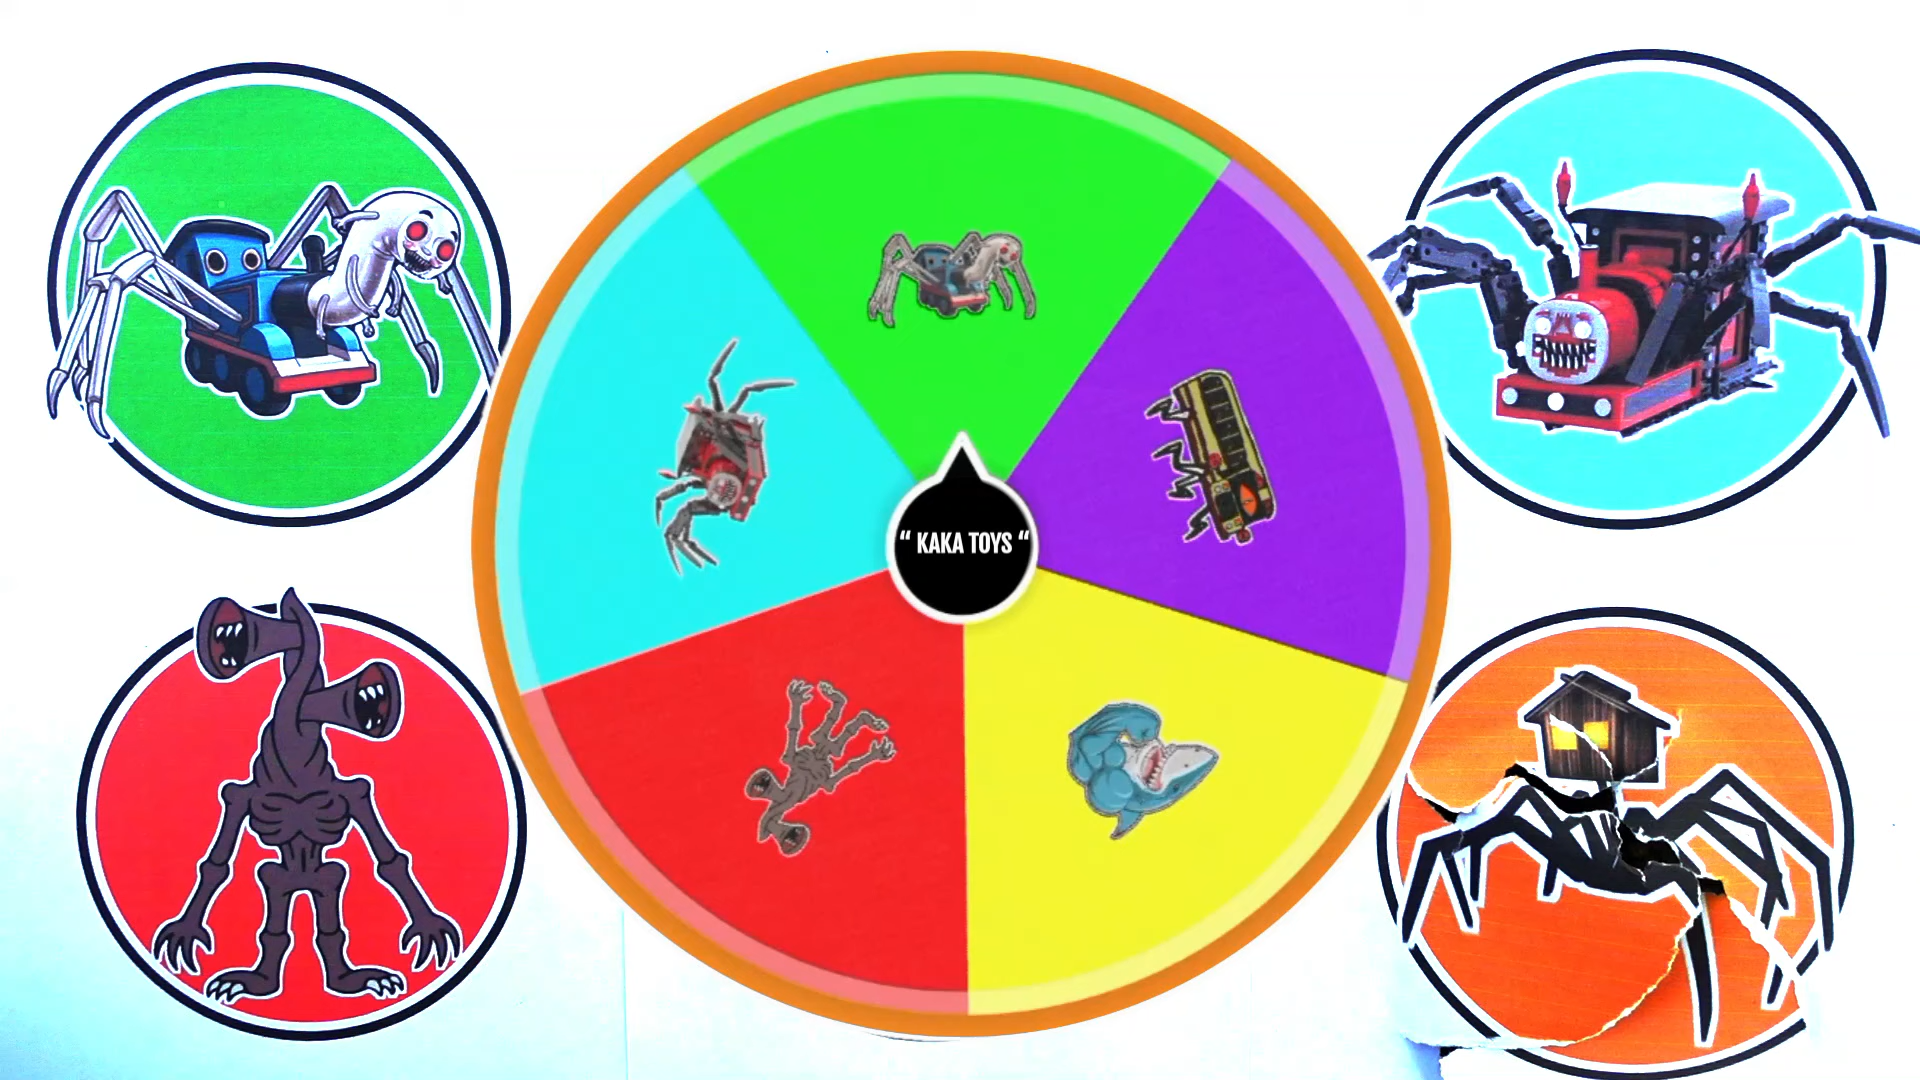 “ KAKA TOYS “